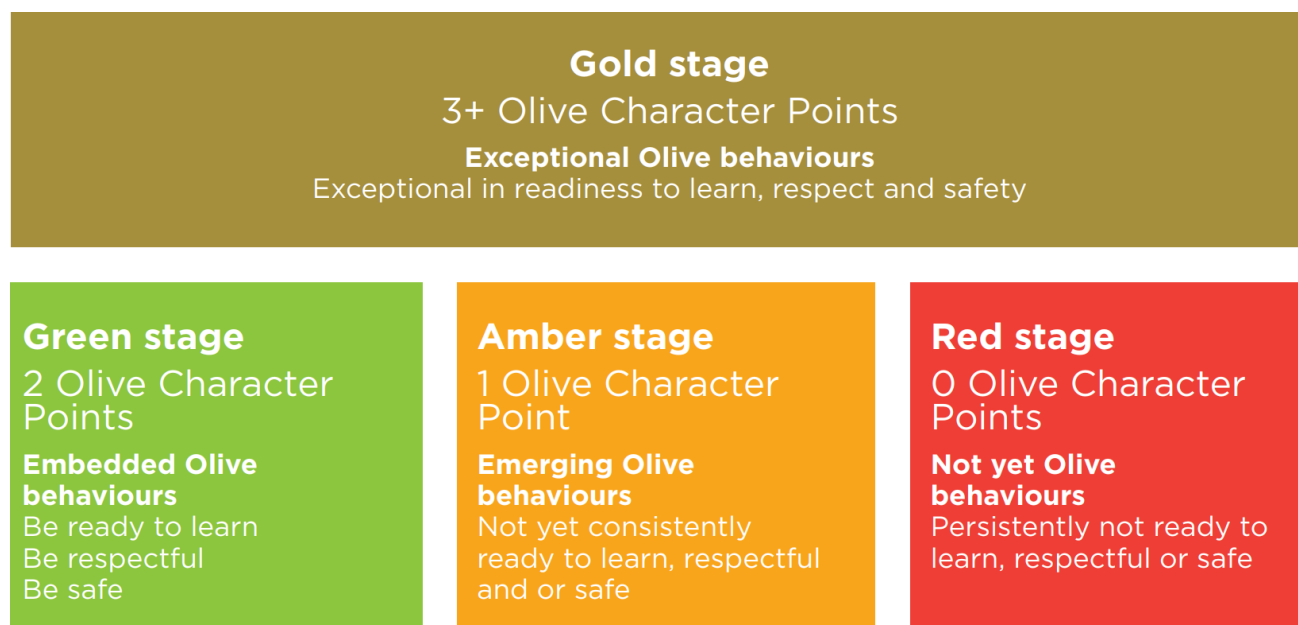 Gold stage
3+ Olive Character Points
Exceptional Olive behaviours
Exceptional in readiness to learn, respect and safety
Green stage
2 Olive Character
Points
Embedded Olive
behaviours
Be ready to learn
Be respectful
Be safe
Amber stage
1 Olive Character
Point
Emerging Olive
behaviours
Not yet consistently
ready to learn, respectful
and or safe
Red stage
0 Olive Character
Points
Not yet Olive
behaviours
Persistently not ready to
learn, respectful or safe